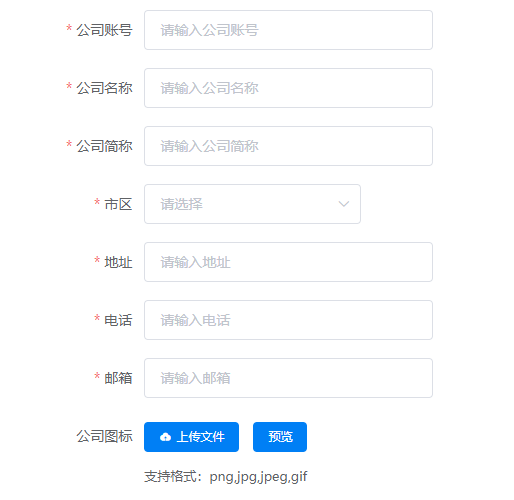 * 公司账号 请输入公司账号
* 公司名称 请输入公司名称
* 公司简称 请输入公司简称
* 市区 请选择
* 地址 请输入地址
* 电话 请输入电话
* 邮箱 请输入邮箱
公司图标 上传文件 预览
支持格式：png,jpg,jpeg,gif